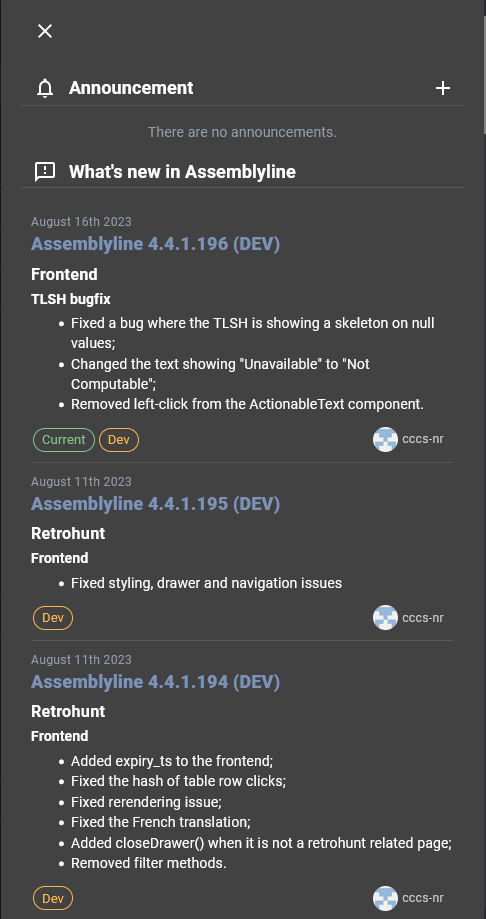 Announcement
There are no announcements.
What's new in Assemblyline
August 16th 2023
Assemblyline 4.4.1.196 (DEV)
Frontend
TLSH bugfix
• Fixed a bug where the TLSH is showing a skeleton on null
values;
• Changed the text showing "Unavailable" to "Not
Computable";
• Removed left-click from the ActionableText component.
Current Dev cccs-nr
August 11th 2023
Assemblyline 4.4.1.195 (DEV)
Retrohunt
Frontend
• Fixed styling, drawer and navigation issues
Dev cccs-nr
August 11th 2023
Assemblyline 4.4.1.194 (DEV)
Retrohunt
Frontend
• Added expiry_ts to the frontend;
• Fixed the hash of table row clicks;
• Fixed rerendering issue;
• Fixed the French translation;
• Added closeDrawer() when it is not a retrohunt related page;
• Removed filter methods.
Dev cccs-nr